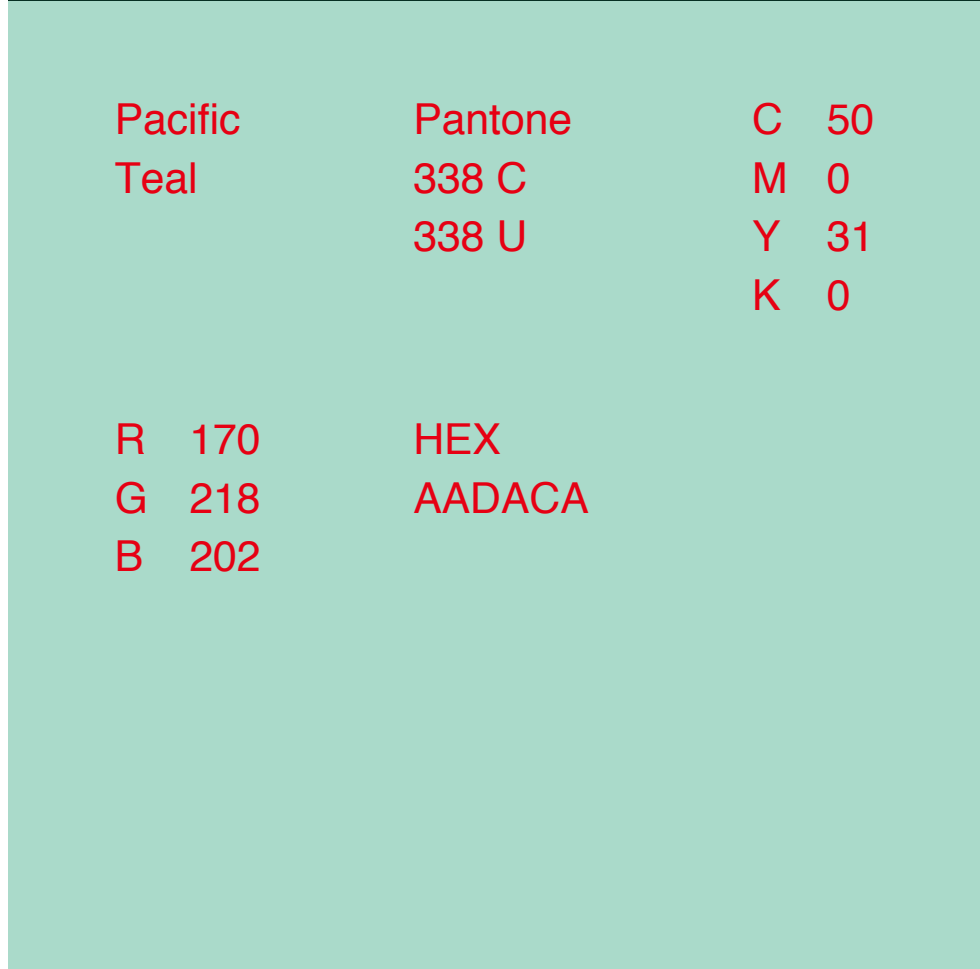 Pacific
Teal
Pantone
338 C
338 U
C 50
M 0
Y 31
K 0
R 170
G 218
B 202
HEX
AADACA